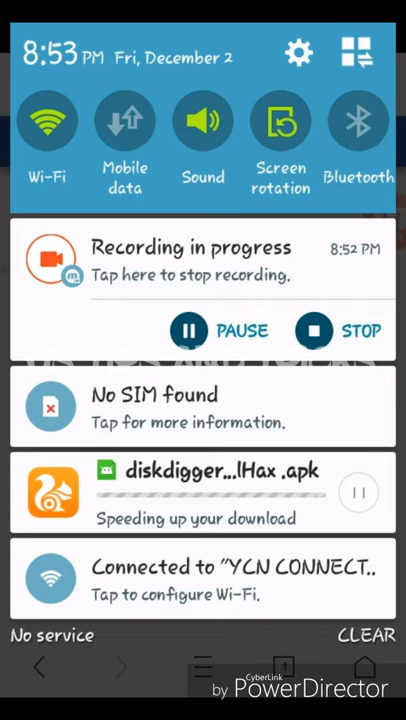 8:53 PM Fri, December 2
Wi-Fi
Mobile
data
Sound
Screen
rotation
Bluetooth
Recording in progress 8:52 PM
Tap here to stop recording.
PAUSE STOP
No SIM found
Tap for more information.
diskdigger...lHax .apk
Speeding up your download
Connected to "YCN CONNECT..
Tap to configure Wi-Fi.
No service CLEAR
1
by CyberLink
PowerDirector